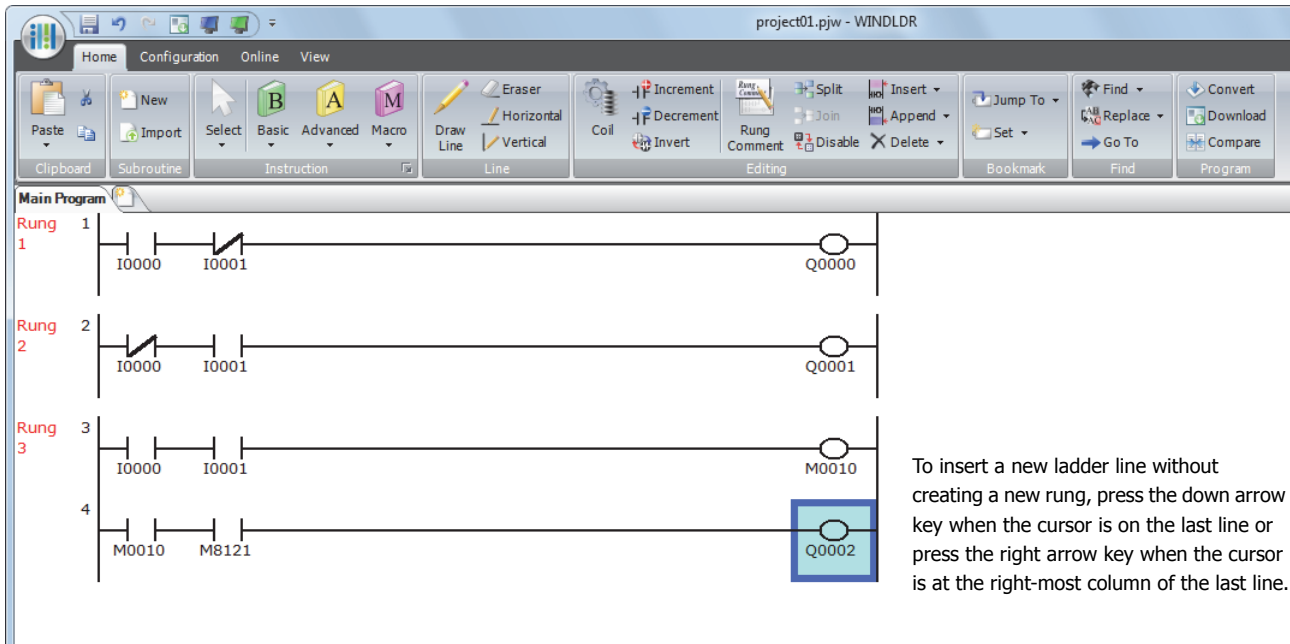 project01.pjw - WINDLDR
Home Configuration Online View
Paste
Clipboard
New
Import
Subroutine
Select
B
Basic
A
Advanced
M
Macro
Instruction
Draw
Line
Eraser
Horizontal
Vertical
Line
Coil
Increment
Decrement
Invert
Rung
Comment
Split
Join
Disable
Insert
Append
Delete
Editing
Jump To
Set
Bookmark
Find
Replace
Go To
Find
Convert
Download
Compare
Program
Main Program
Rung 1
1
I0000 I0001 Q0000
Rung 2
2
I0000 I0001 Q0001
Rung 3
3
I0000 I0001 M0010
4
M0010 M8121 Q0002
To insert a new ladder line without
creating a new rung, press the down arrow
key when the cursor is on the last line or
press the right arrow key when the cursor
is at the right-most column of the last line.